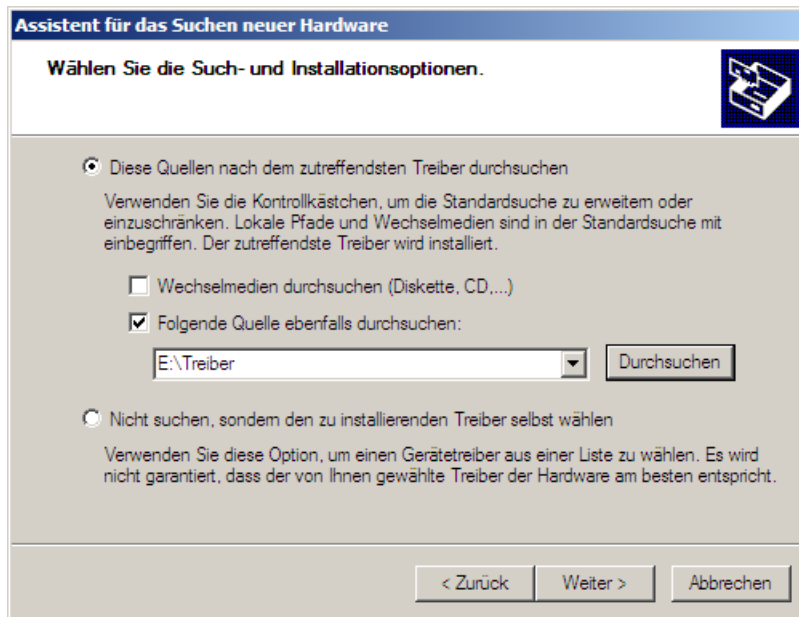 Assistent für das Suchen neuer Hardware
Wählen Sie die Such- und Installationsoptionen.
Diese Quellen nach dem zutreffendsten Treiber durchsuchen
Verwenden Sie die Kontrollkästchen, um die Standardsuche zu erweitern oder
einzuschränken. Lokale Pfade und Wechselmedien sind in der Standardsuche mit
einbegriffen. Der zutreffendste Treiber wird installiert.
Wechselmedien durchsuchen (Diskette, CD,...)
Folgende Quelle ebenfalls durchsuchen:
E:\Treiber Durchsuchen
Nicht suchen, sondern den zu installierenden Treiber selbst wählen
Verwenden Sie diese Option, um einen Gerätetreiber aus einer Liste zu wählen. Es wird
nicht garantiert, dass der von Ihnen gewählte Treiber der Hardware am besten entspricht.
< Zurück Weiter > Abbrechen